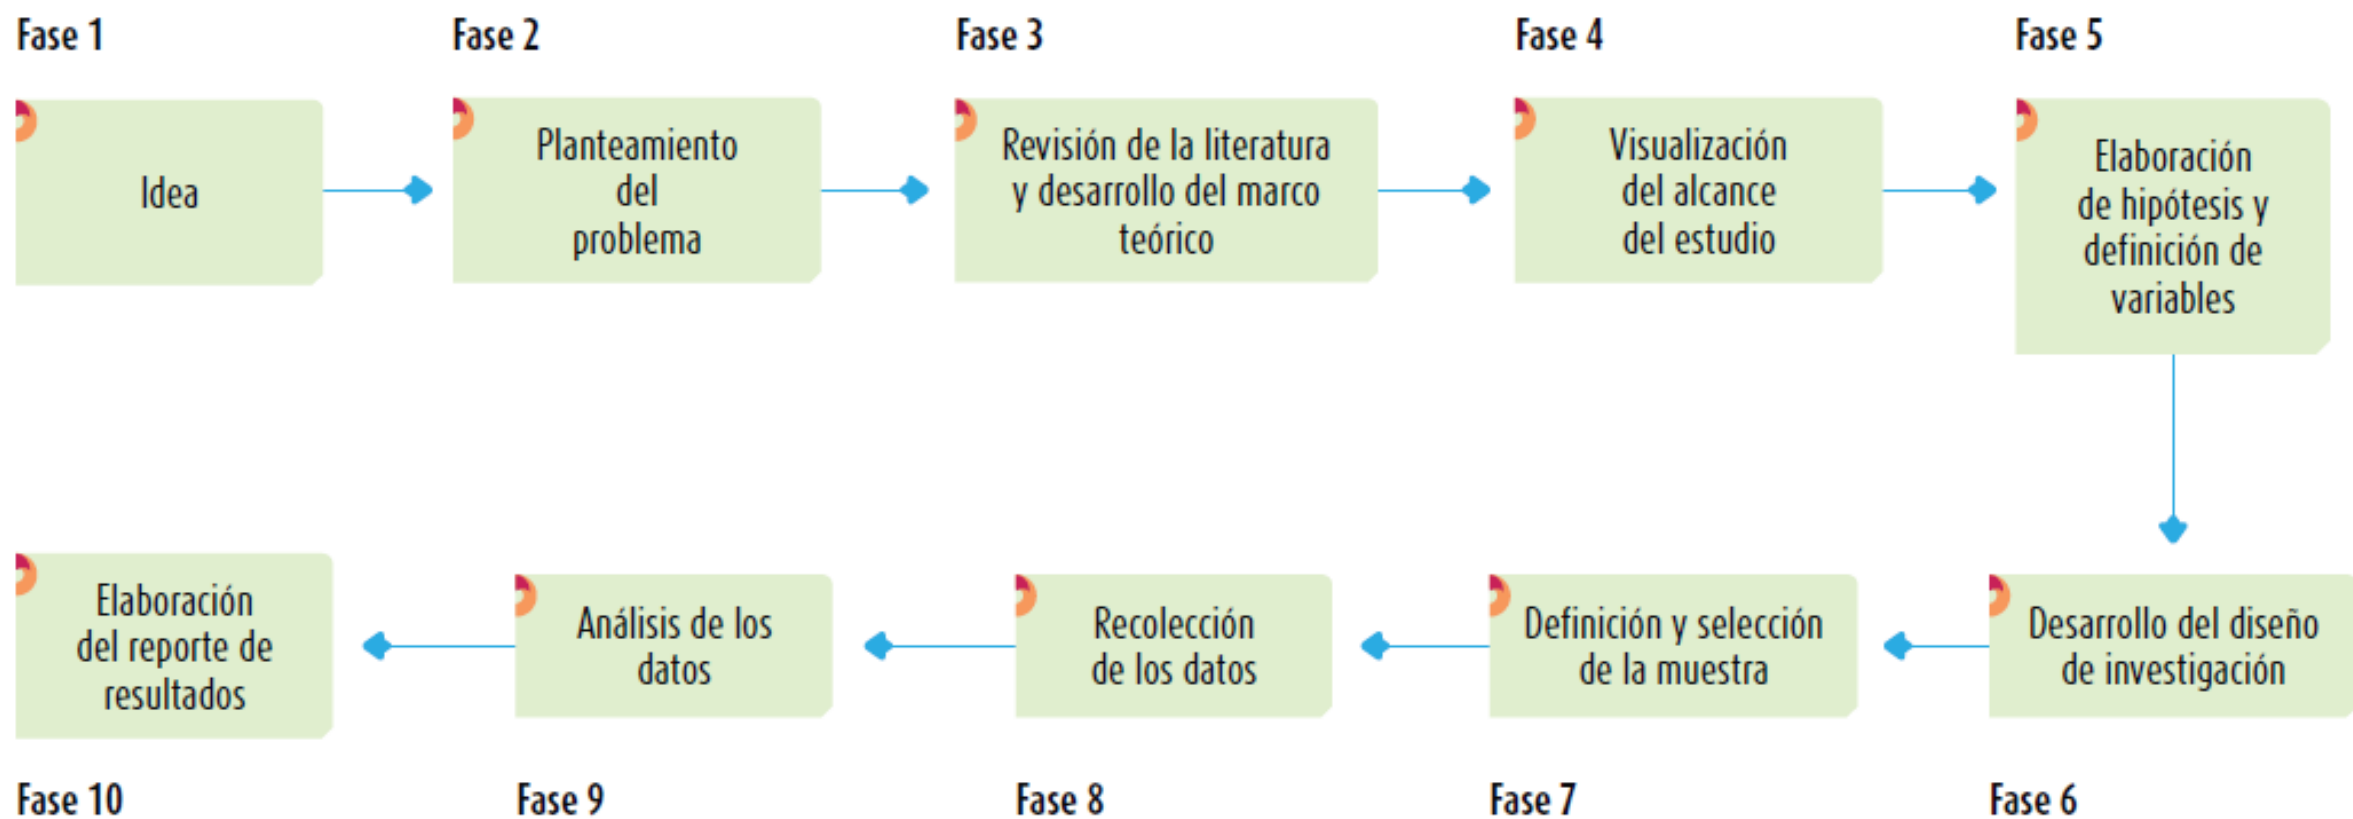 Fase 1
Idea
Fase 2
Planteamiento
del
problema
Fase 3
Revisión de la literatura
y desarrollo del marco
teórico
Fase 4
Visualización
del alcance
del estudio
Fase 5
Elaboración
de hipótesis y
definición de
variables
Desarrollo del diseño
de investigación
Fase 6
Definición y selección
de la muestra
Fase 7
Recolección
de los datos
Fase 8
Análisis de los
datos
Fase 9
Elaboración
del reporte de
resultados
Fase 10